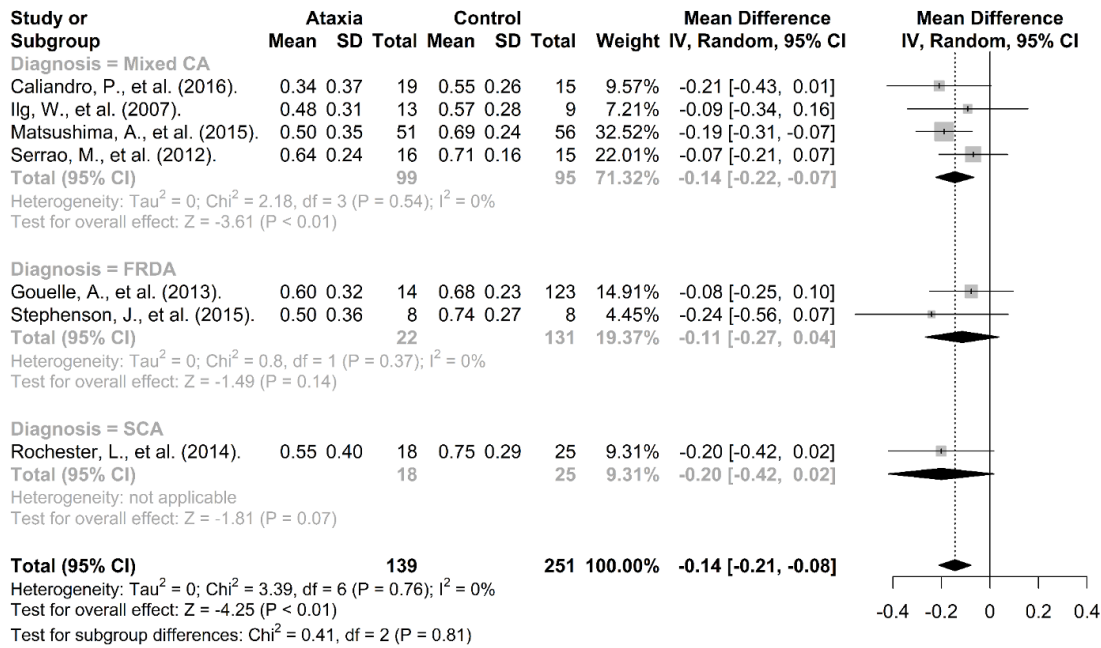 Study or Ataxia Control Mean Difference Mean Difference
Subgroup Mean SD Total Mean SD Total Weight IV, Random, 95% CI IV, Random, 95% CI
Diagnosis = Mixed CA
Caliandro, P., et al. (2016). 0.34 0.37 19 0.55 0.26 15 9.57% -0.21 [-0.43, 0.01]
Ilg, W., et al. (2007). 0.48 0.31 13 0.57 0.28 9 7.21% -0.09 [-0.34, 0.16]
Matsushima, A., et al. (2015). 0.50 0.35 51 0.69 0.24 56 32.52% -0.19 [-0.31, -0.07]
Serrao, M., et al. (2012). 0.64 0.24 16 0.71 0.16 15 22.01% -0.07 [-0.21, 0.07]
Total (95% CI) 99 95 71.32% -0.14 [-0.22, -0.07]
Heterogeneity: Tau² = 0; Chi² = 2.18, df = 3 (P = 0.54); I² = 0%
Test for overall effect: Z = -3.61 (P < 0.01)
Diagnosis = FRDA
Gouelle, A., et al. (2013). 0.60 0.32 14 0.68 0.23 123 14.91% -0.08 [-0.25, 0.10]
Stephenson, J., et al. (2015). 0.50 0.36 8 0.74 0.27 8 4.45% -0.24 [-0.56, 0.07]
Total (95% CI) 22 131 19.37% -0.11 [-0.27, 0.04]
Heterogeneity: Tau² = 0; Chi² = 0.8, df = 1 (P = 0.37); I² = 0%
Test for overall effect: Z = -1.49 (P = 0.14)
Diagnosis = SCA
Rochester, L., et al. (2014). 0.55 0.40 18 0.75 0.29 25 9.31% -0.20 [-0.42, 0.02]
Total (95% CI) 18 25 9.31% -0.20 [-0.42, 0.02]
Heterogeneity: not applicable
Test for overall effect: Z = -1.81 (P = 0.07)
Total (95% CI) 139 251 100.00% -0.14 [-0.21, -0.08]
Heterogeneity: Tau² = 0; Chi² = 3.39, df = 6 (P = 0.76); I² = 0%
Test for overall effect: Z = -4.25 (P < 0.01)
Test for subgroup differences: Chi² = 0.41, df = 2 (P = 0.81)
-0.4 -0.2 0 0.2 0.4